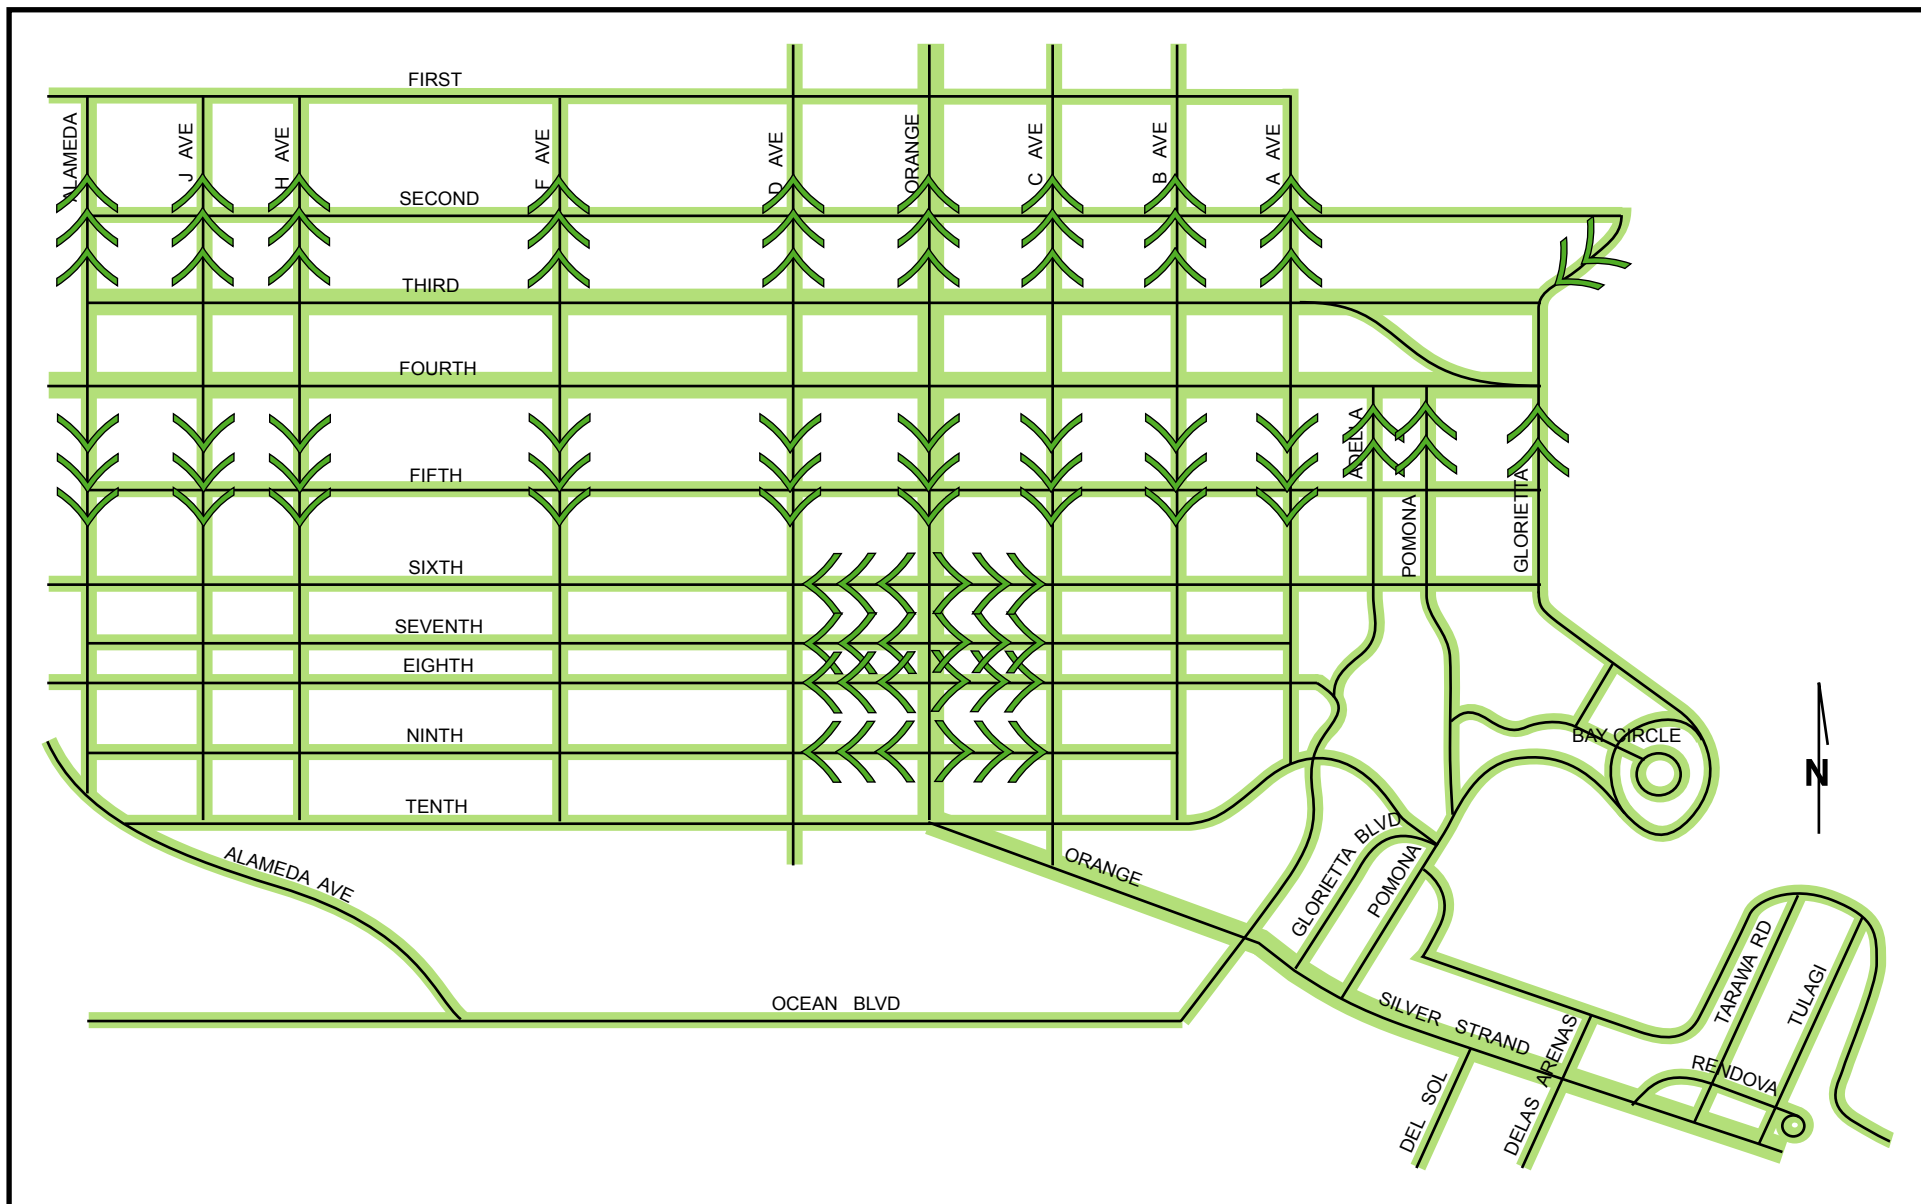 FIRST
ALAMEDA
J AVE
H AVE
F AVE
D AVE
ORANGE
C AVE
B AVE
A AVE
SECOND
THIRD
FOURTH
ADELLA
FIFTH
POMONA
GLORIETTA
SIXTH
SEVENTH
EIGHTH
NINTH
BAY CIRCLE
N
TENTH
ALAMEDA AVE
ORANGE
GLORIETTA BLVD
POMONA
OCEAN BLVD
SILVER STRAND
TARAWA RD
TULAGI
RENDOVA
DEL SOL
DELAS ARENAS